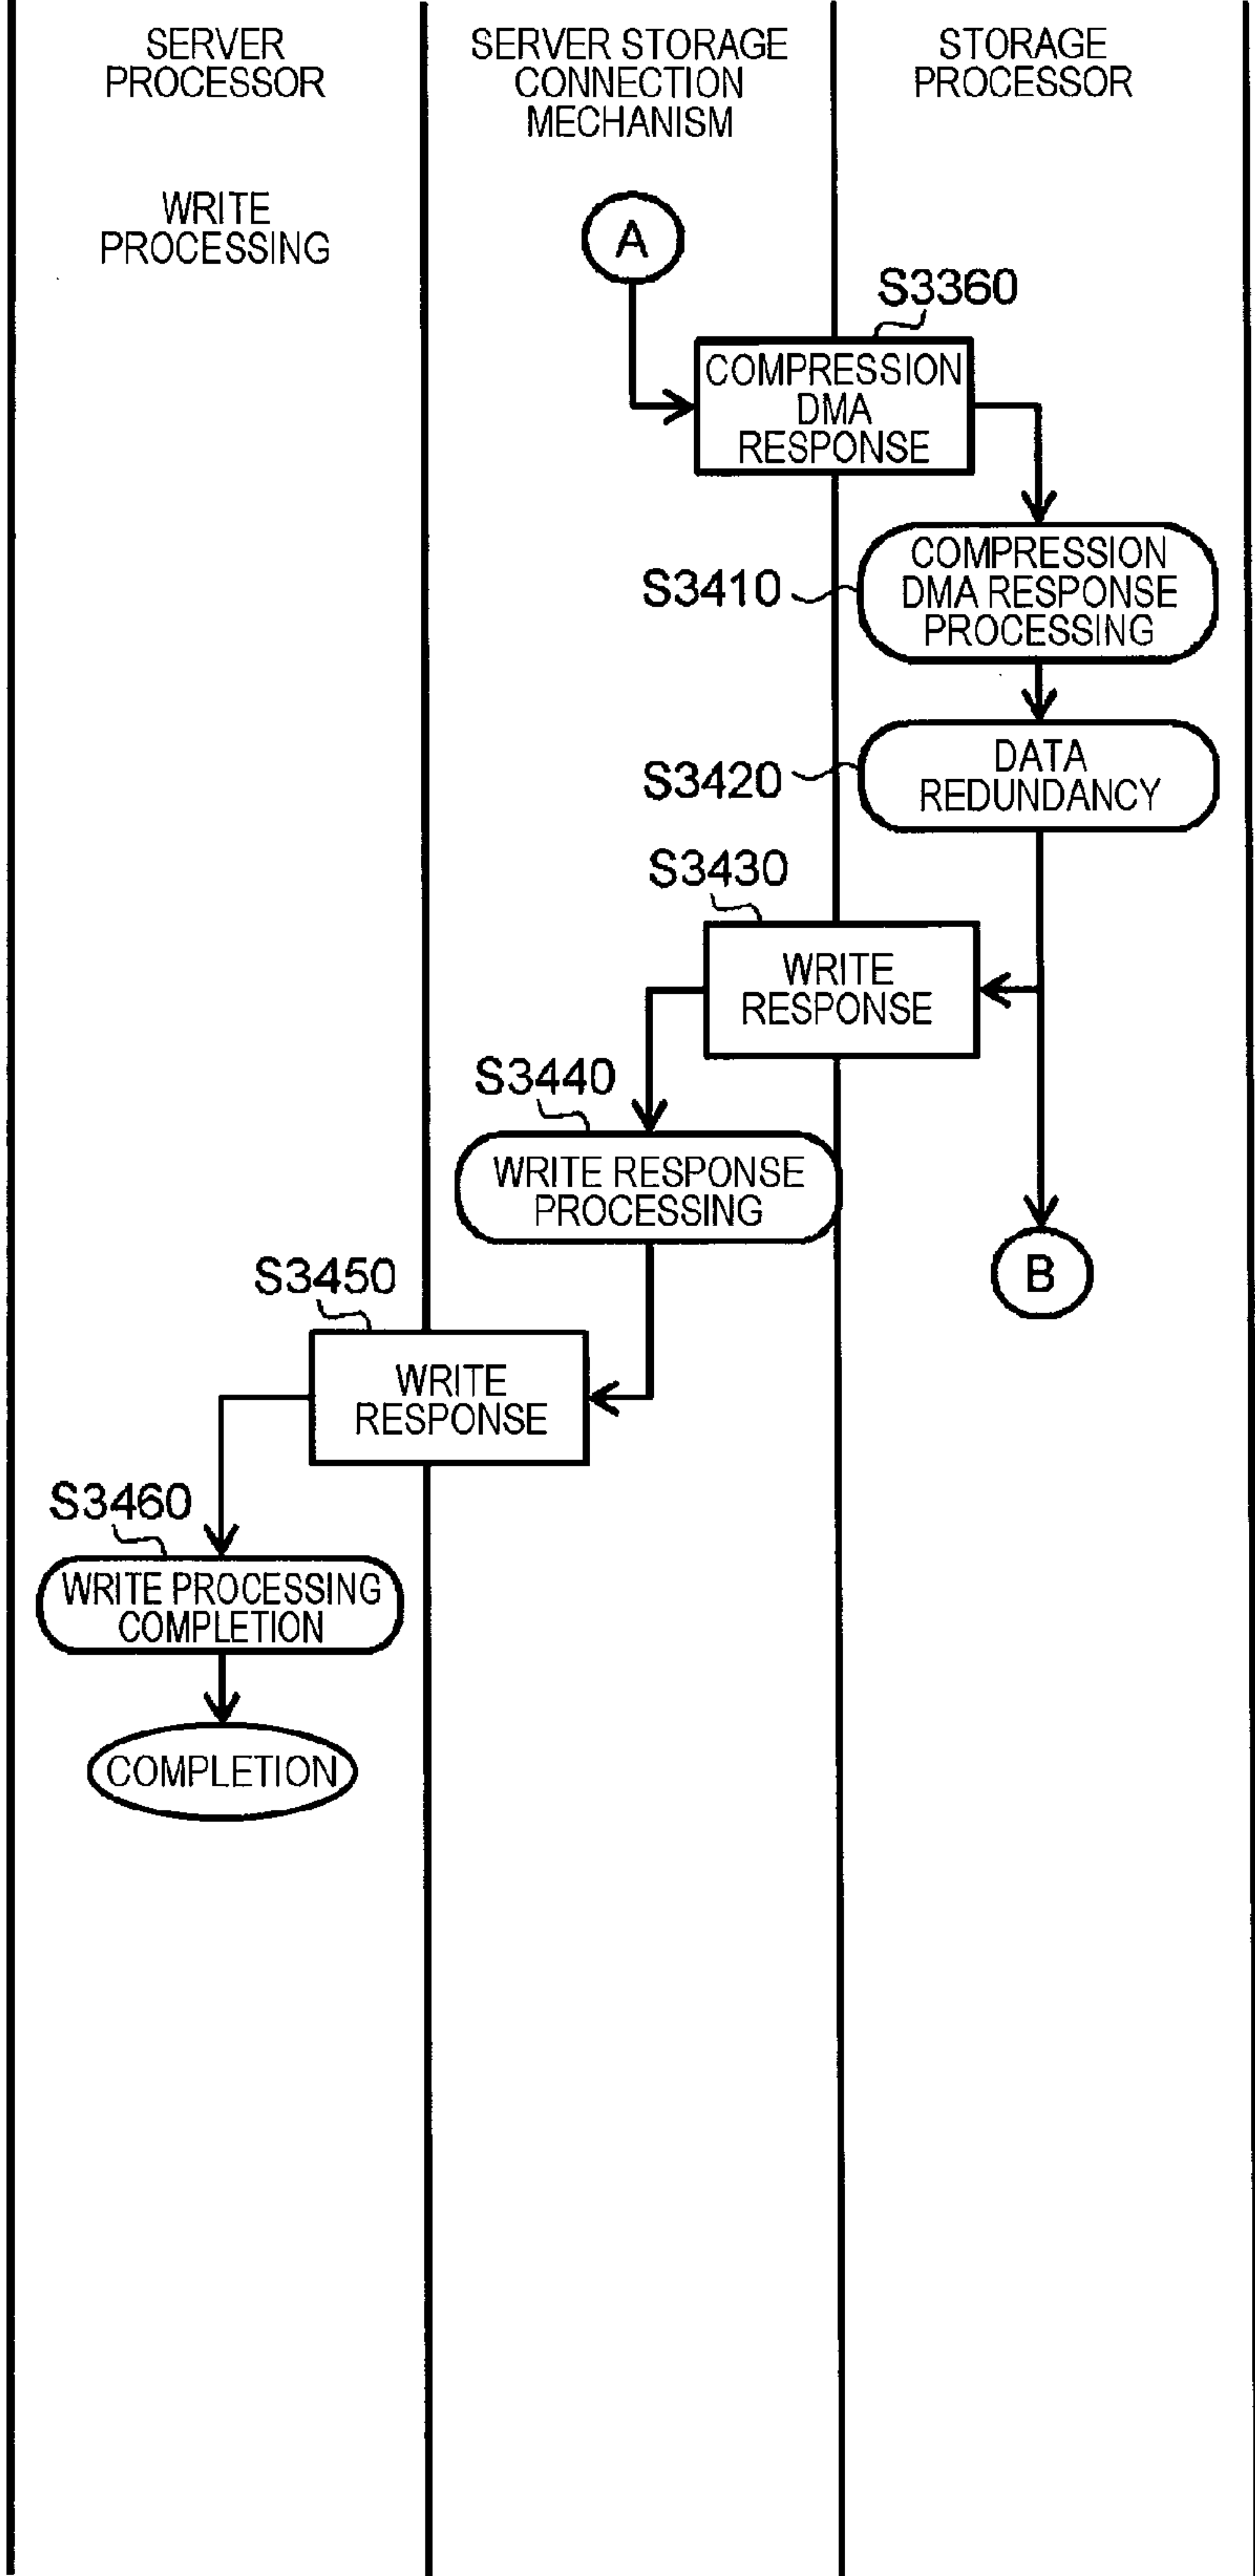 SERVER
PROCESSOR
SERVER STORAGE
CONNECTION
MECHANISM
STORAGE
PROCESSOR
WRITE
PROCESSING
A
S3360
COMPRESSION
DMA
RESPONSE
S3410
COMPRESSION
DMA RESPONSE
PROCESSING
S3420
DATA
REDUNDANCY
S3430
WRITE
RESPONSE
S3440
WRITE RESPONSE
PROCESSING
B
S3450
WRITE
RESPONSE
S3460
WRITE PROCESSING
COMPLETION
COMPLETION